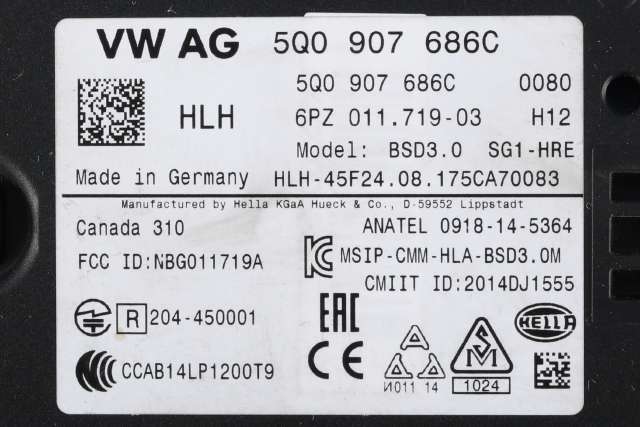 VW AG 5Q0 907 686C
5Q0 907 686C 0080
HLH 6PZ 011.719-03 H12
Model: BSD3.0 SG1-HRE
Made in Germany HLH-45F24.08.175CA70083
Manufactured by Hella KGaA Hueck & Co., D-59552 Lippstadt
Canada 310 ANATEL 0918-14-5364
FCC ID:NBG011719A MSIP-CMM-HLA-BSD3.0M
CMIIT ID:2014DJ1555
R 204-450001 EAC HELLA
CCAB14LP1200T9 CE И011 14 SM 1024